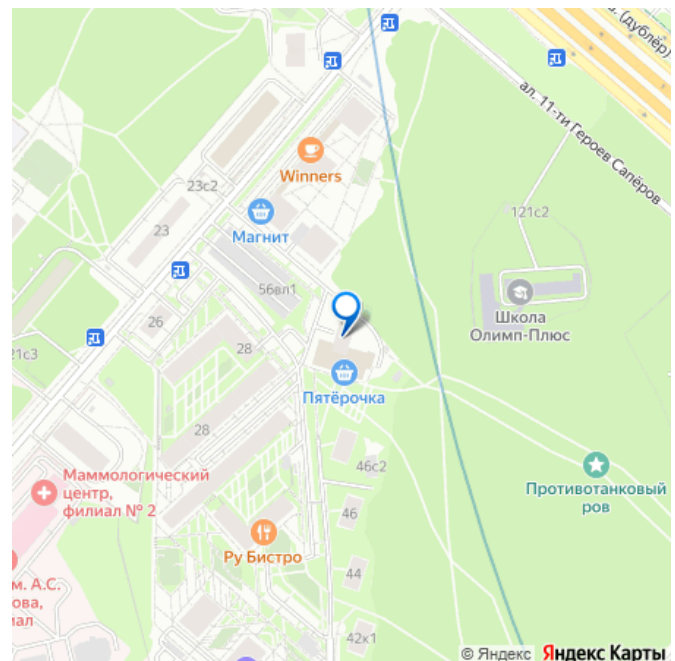 (дублёр)
ал. 11-ти Героев Сапёров
Winners
23с2
121с2
23
Магнит
56вл1
Школа
Олимп-Плюс
26
28
21с3
Пятёрочка
28
46с2
Маммологический
центр,
филиал № 2
Противотанковый
ров
46
Ру Бистро
44
м. А.С.
ова,
иал
42к1
© Яндекс Яндекс Карты